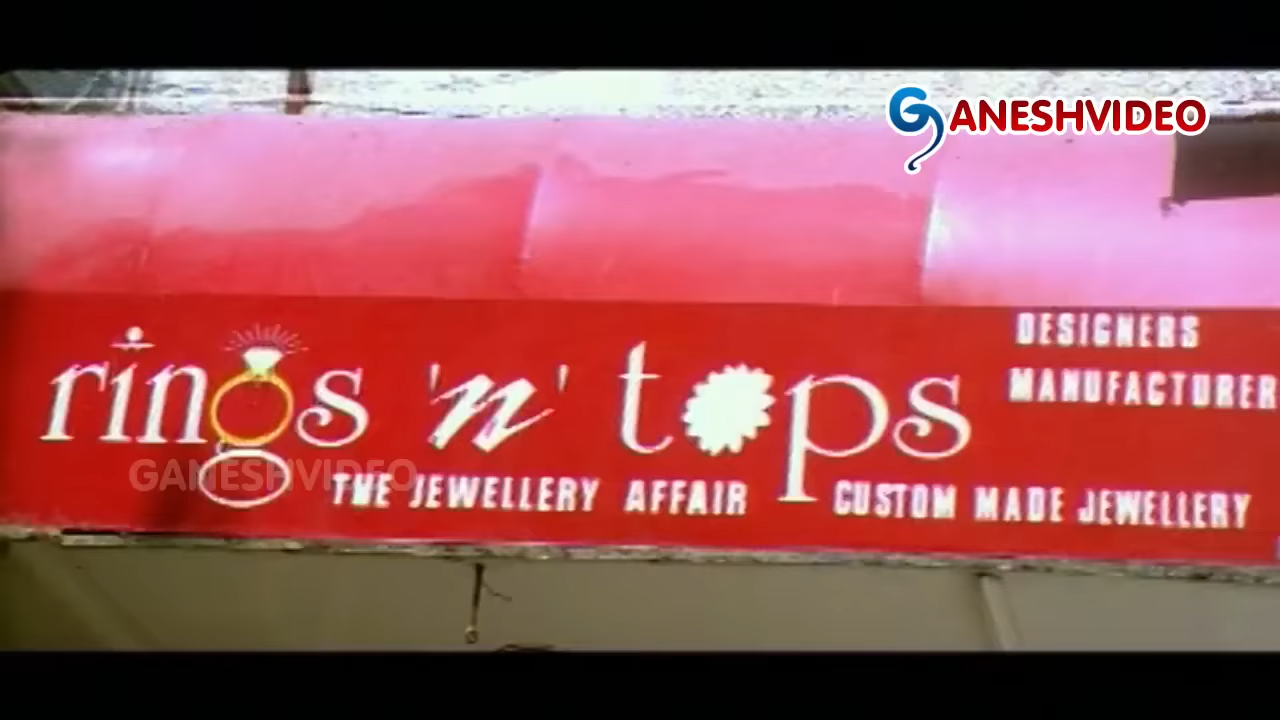 GANESHVIDEO
DESIGNERS
MANUFACTURER
rings 'n' tops
GANESHVIDEO
THE JEWELLERY AFFAIR CUSTOM MADE JEWELLERY